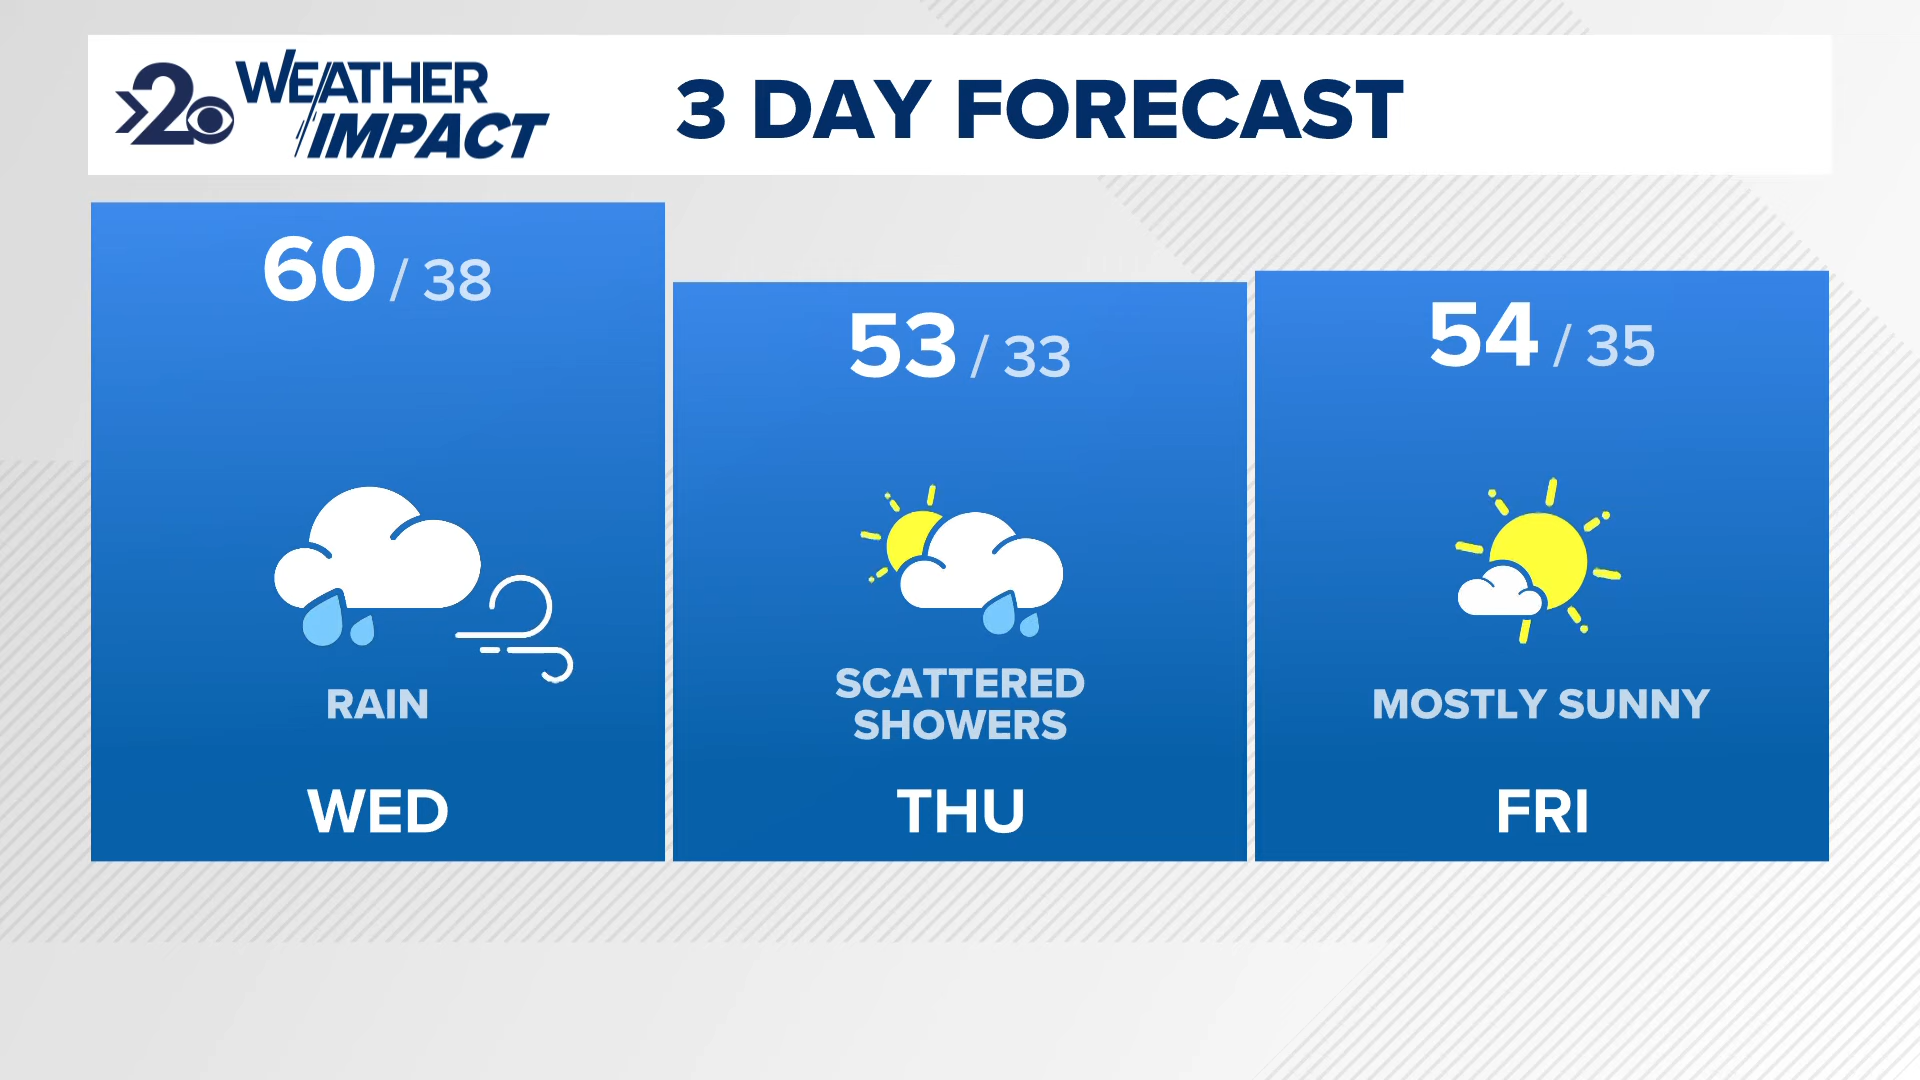 2 WEATHER
IMPACT
3 DAY FORECAST
60 / 38
RAIN
WED
53 / 33
SCATTERED
SHOWERS
THU
54 / 35
MOSTLY SUNNY
FRI